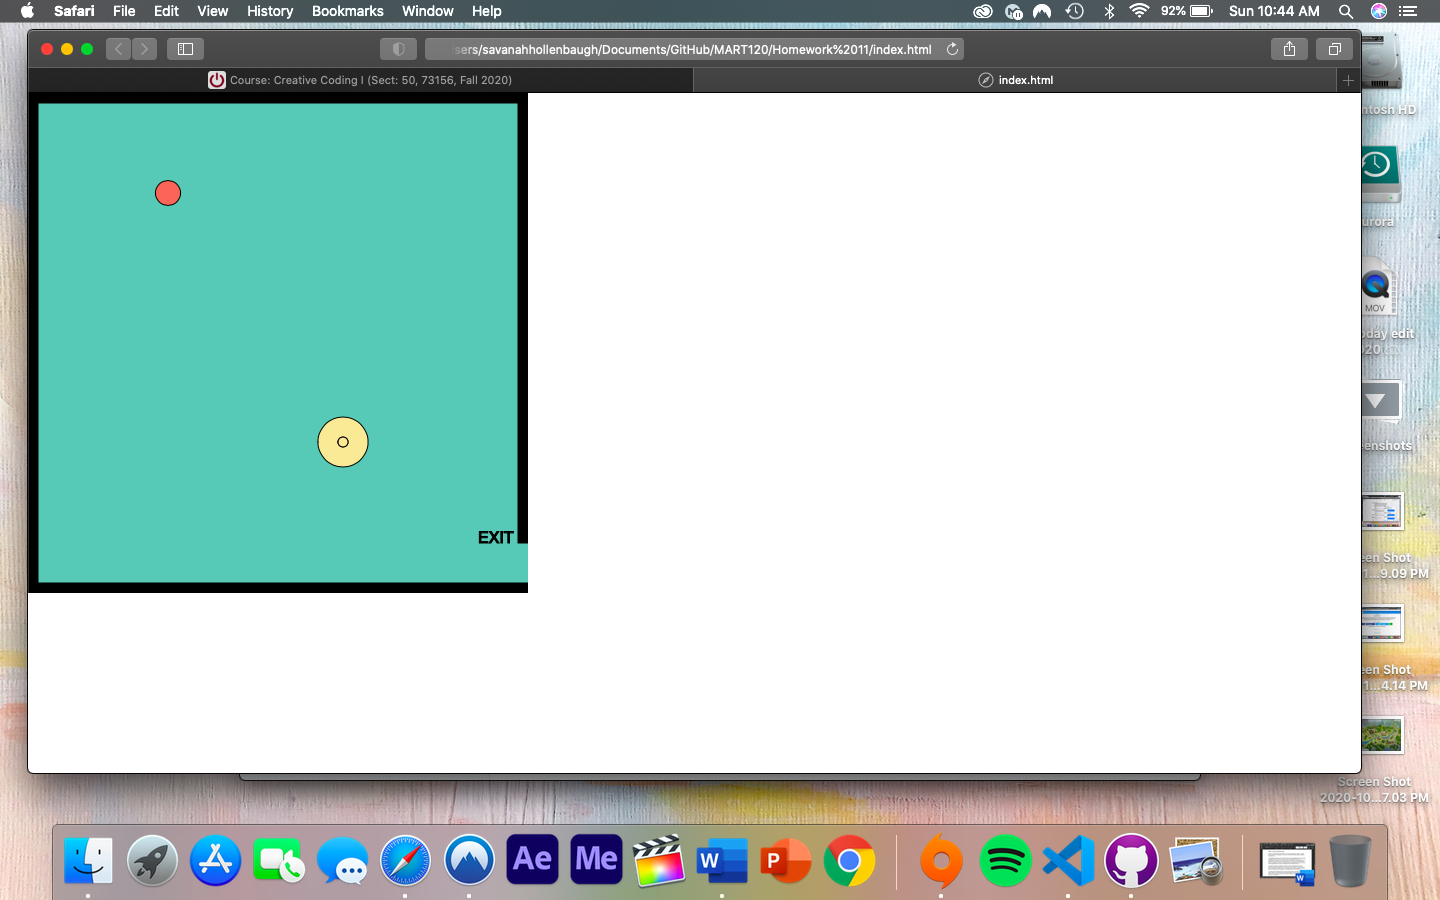 Safari File Edit View History Bookmarks Window Help 92% Sun 10:44 AM
sers/savanahhollenbaugh/Documents/GitHub/MART120/Homework%2011/index.html
Course: Creative Coding I (Sect: 50, 73156, Fall 2020) index.html
ntosh HD
urora
MOV
day edit
EXIT
enshots
een Shot
1...9.09 PM
een Shot
1...4.14 PM
Screen Shot
2020-10...7.03 PM
Ae Me W P
W